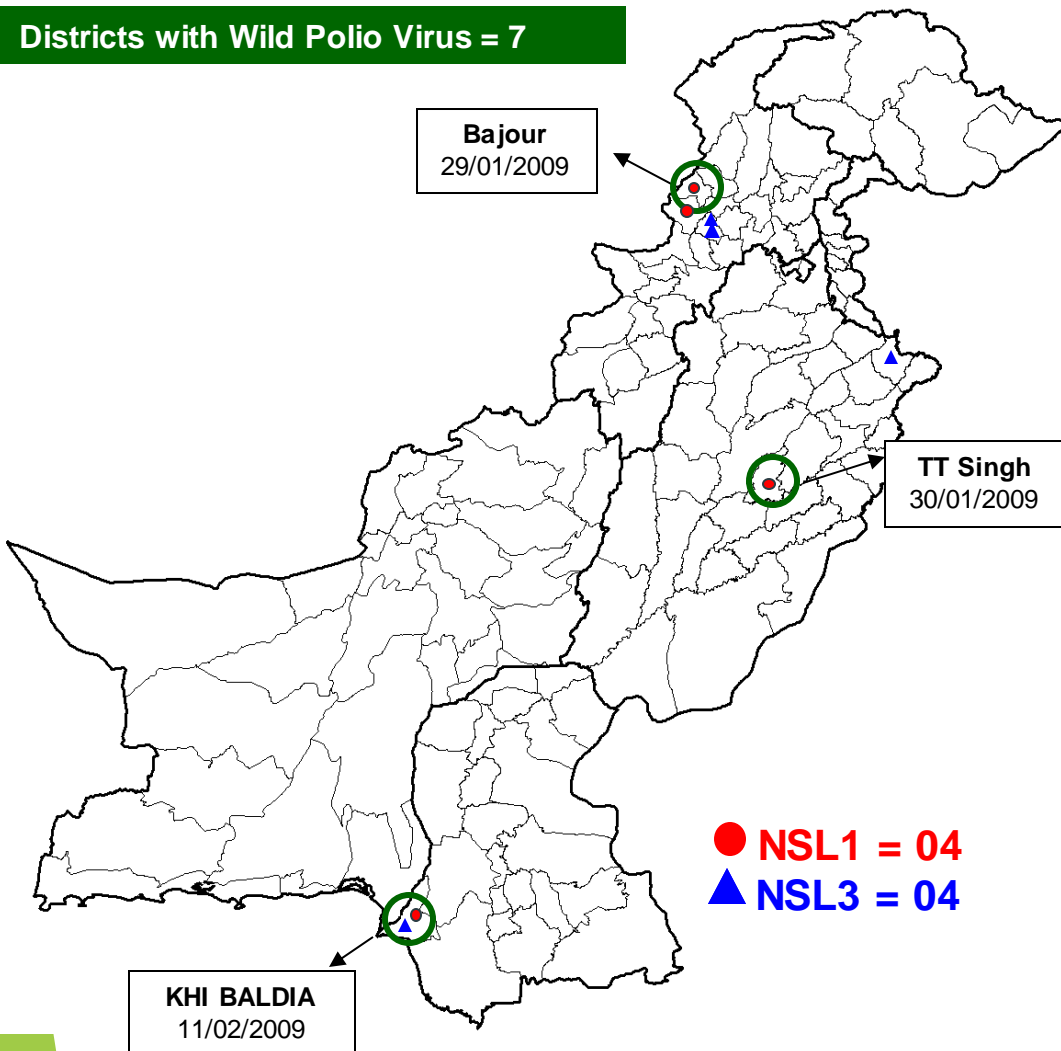 Districts with Wild Polio Virus = 7
Bajour
29/01/2009
TT Singh
30/01/2009
NSL1 = 04
NSL3 = 04
KHI BALDIA
11/02/2009